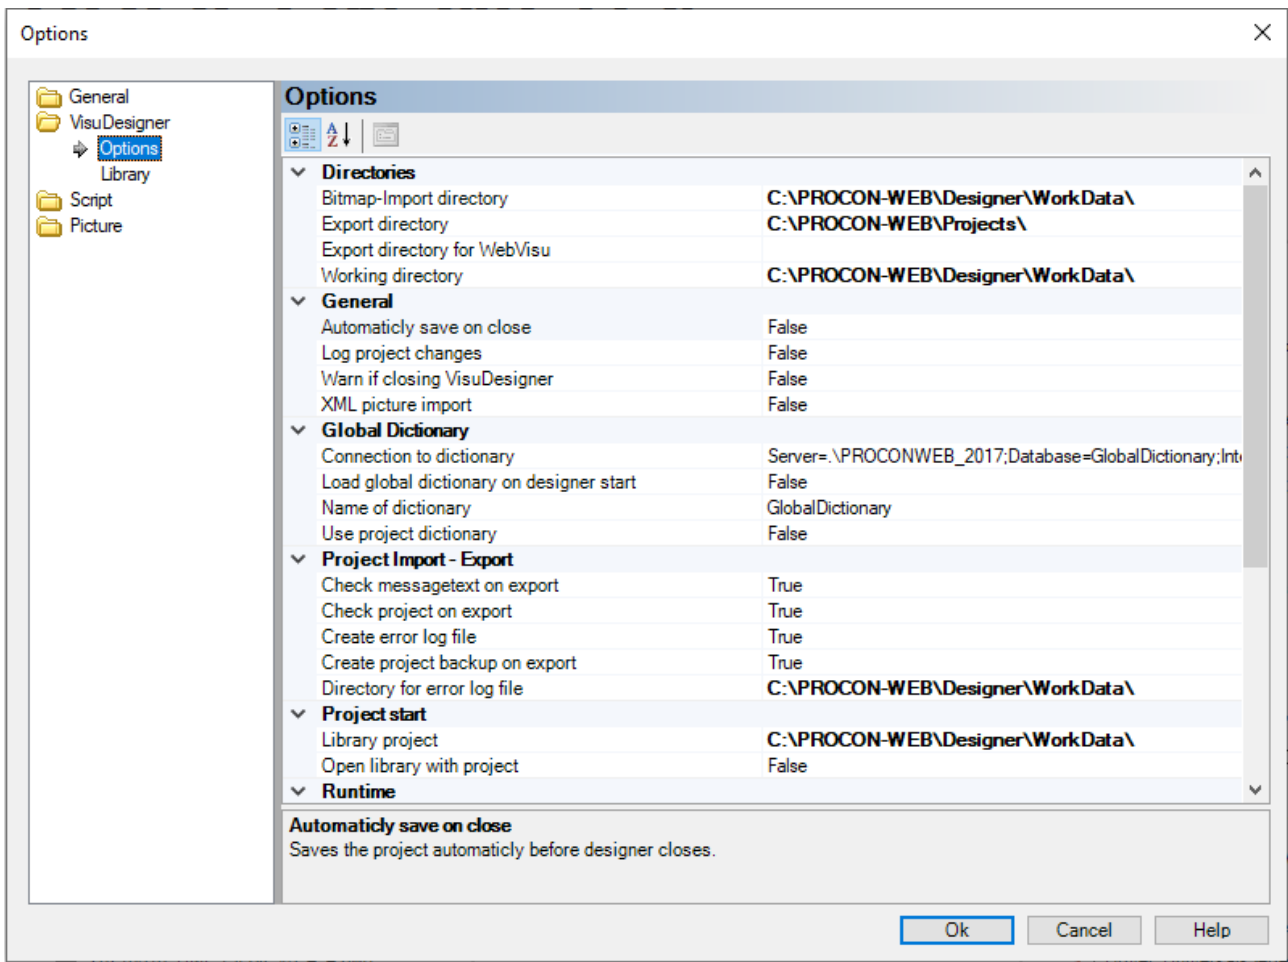 Options
General
VisuDesigner
Options
Library
Script
Picture
Options
Directories
Bitmap-Import directory C:\PROCON-WEB\Designer\WorkData\
Export directory C:\PROCON-WEB\Projects\
Export directory for WebVisu
Working directory C:\PROCON-WEB\Designer\WorkData\
General
Automaticly save on close False
Log project changes False
Warn if closing VisuDesigner False
XML picture import False
Global Dictionary
Connection to dictionary Server=.\PROCONWEB_2017;Database=GlobalDictionary;Inte
Load global dictionary on designer start False
Name of dictionary GlobalDictionary
Use project dictionary False
Project Import - Export
Check messagetext on export True
Check project on export True
Create error log file True
Create project backup on export True
Directory for error log file C:\PROCON-WEB\Designer\WorkData\
Project start
Library project C:\PROCON-WEB\Designer\WorkData\
Open library with project False
Runtime
Automaticly save on close
Saves the project automaticly before designer closes.
Ok Cancel Help